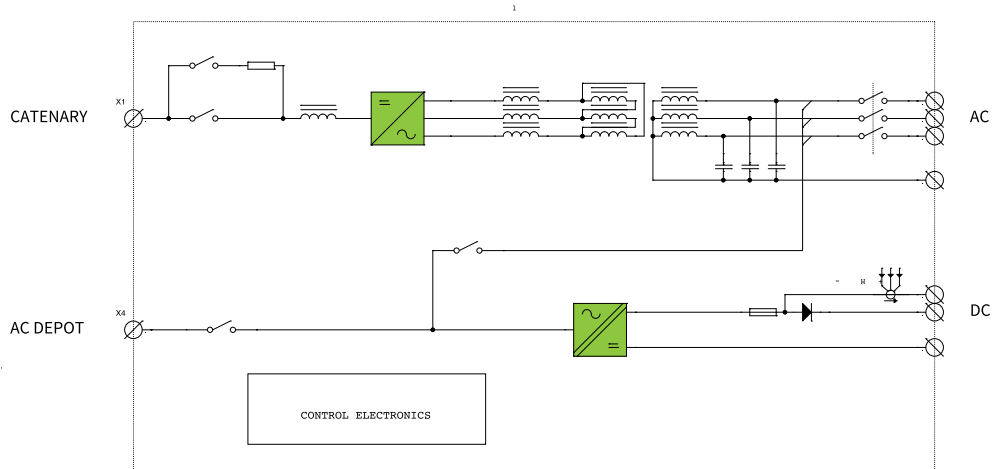 1
X1
CATENARY
AC
H
X4
AC DEPOT
DC
CONTROL ELECTRONICS